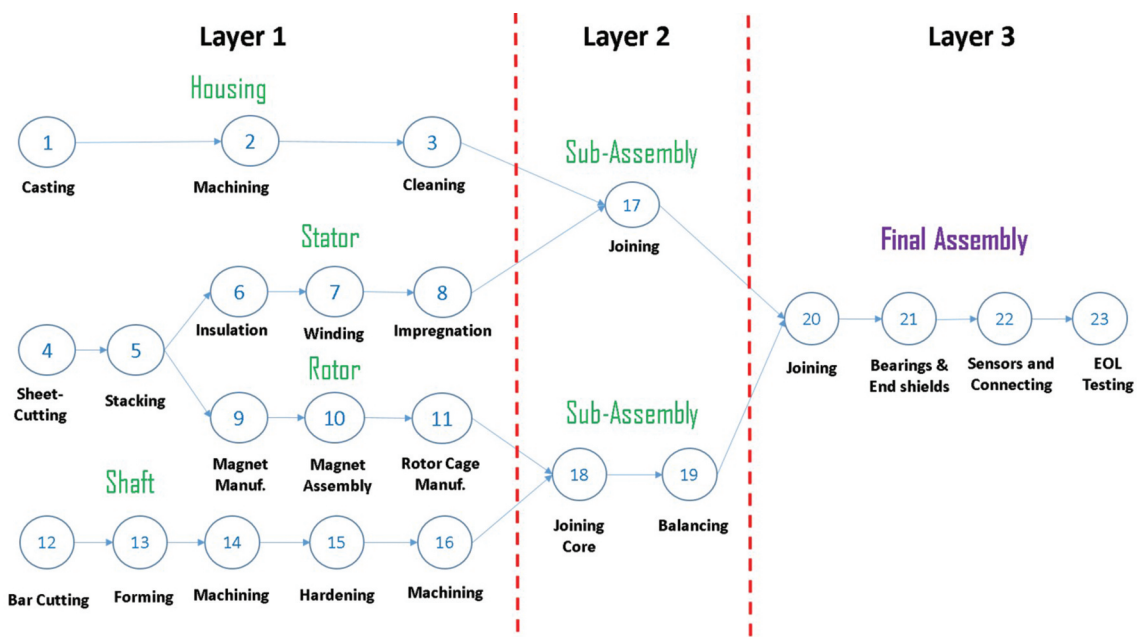 Layer 1
Layer 2
Layer 3
Housing
1
2
3
Casting
Machining
Cleaning
Sub-Assembly
17
Joining
Stator
6
7
8
Insulation
Winding
Impregnation
4
5
Sheet-
Cutting
Stacking
Rotor
9
10
11
Magnet
Manuf.
Magnet
Assembly
Rotor Cage
Manuf.
Shaft
12
13
14
15
16
Bar Cutting
Forming
Machining
Hardening
Machining
Sub-Assembly
18
19
Joining
Core
Balancing
Final Assembly
20
21
22
23
Joining
Bearings &
End shields
Sensors and
Connecting
EOL
Testing